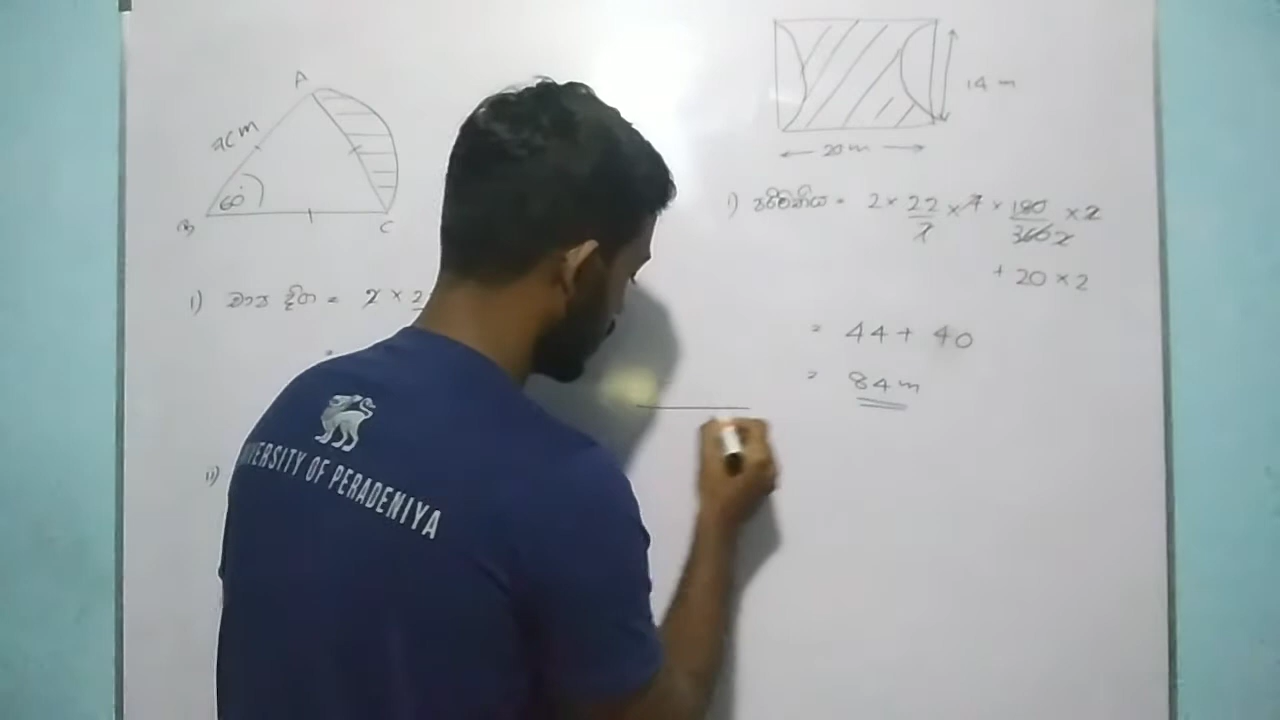 A
7cm
60°
B
C
i) චාප දිග = 2 × 2
=
ii)
14 m
20 m
i) පරිමිතිය = 2 × 22/7 × 7 × 180/360 × 2
+ 20 × 2
= 44 + 40
= 84 m
UNIVERSITY OF PERADENIYA